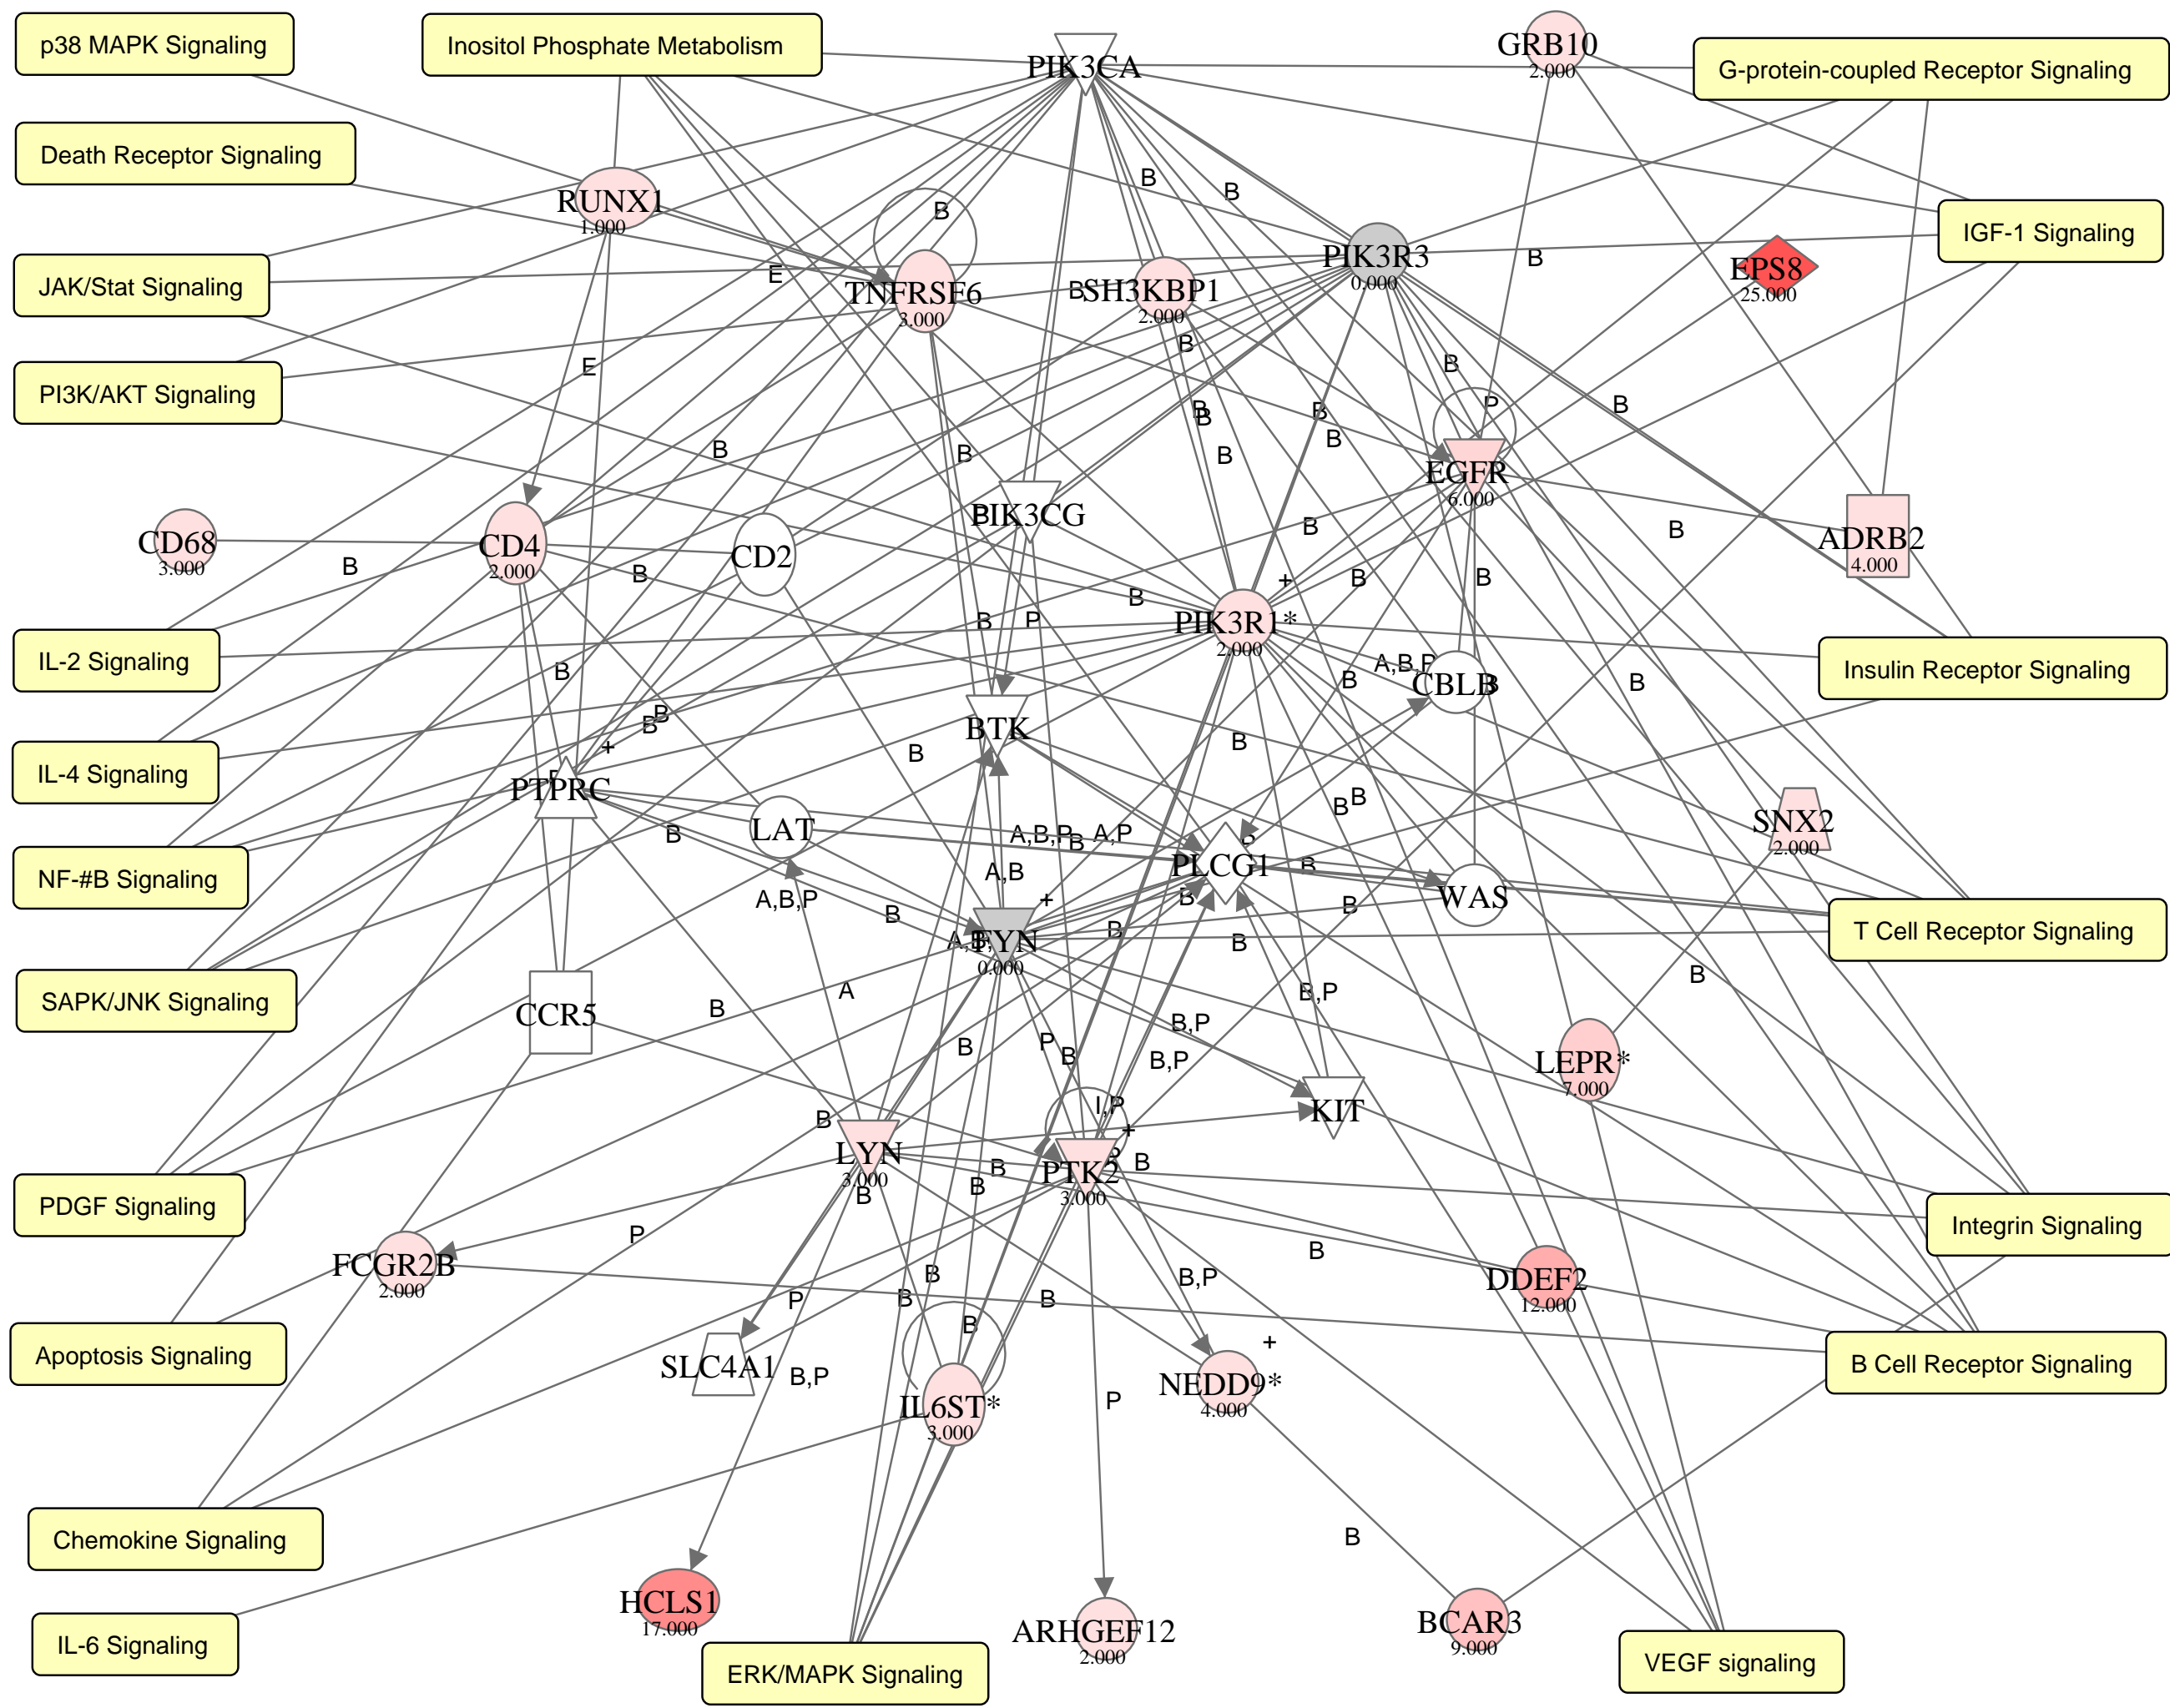 p38 MAPK Signaling
Inositol Phosphate Metabolism
PIK3CA
GRB10
2.000
G-protein-coupled Receptor Signaling
Death Receptor Signaling
B
B
RUNX1
1.000
B
IGF-1 Signaling
JAK/Stat Signaling
E
TNFRSF6
3.000
B
SH3KBP1
2.000
PIK3R3
0.000
B
EPS8
25.000
B
E
B
PI3K/AKT Signaling
B
B
B
B
B
P
B
B
B
B
EGFR
6.000
CD68
3.000
CD4
2.000
CD2
B
PIK3CG
B
B
ADRB2
4.000
B
B
B
B
B
+
PIK3R1*
2.000
B
P
IL-2 Signaling
B
A,B,P
B
CBLB
B
B
Insulin Receptor Signaling
B
B
BTK
B
IL-4 Signaling
+
PTPRC
B
B
B
SNX2
2.000
NF-#B Signaling
B
LAT
A,B,P
B
A,P
PLCG1
B
A,B
A,B,P
B
B
B
WAS
T Cell Receptor Signaling
+
FYN
0.000
B
B
B
SAPK/JNK Signaling
A
CCR5
B
B,P
B,P
B
P
B
B,P
LEPR*
7.000
B
I,P
KIT
B
LYN
3.000
+
PTK2
3.000
B
B
B
B
PDGF Signaling
Integrin Signaling
P
FCGR2B
2.000
B
B
B,P
DDEF2
12.000
P
B
B
B
Apoptosis Signaling
SLC4A1
B,P
IL6ST*
3.000
P
+
NEDD9*
4.000
B Cell Receptor Signaling
Chemokine Signaling
B
HCLS1
17.000
ARHGEF12
2.000
BCAR3
9.000
IL-6 Signaling
ERK/MAPK Signaling
VEGF signaling